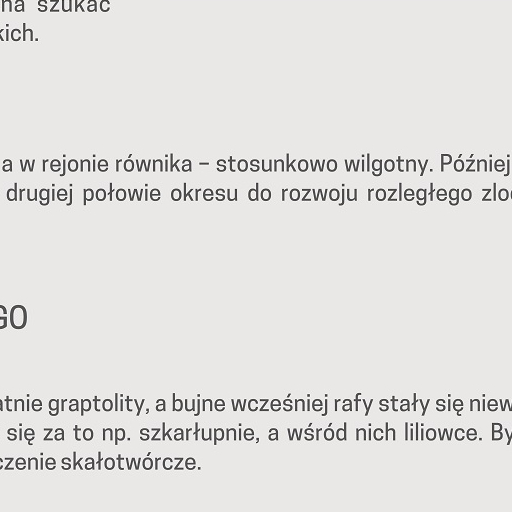 na szukać
kich.
a w rejonie równika – stosunkowo wilgotny. Później
drugiej połowie okresu do rozwoju rozległego zlo
GO
atnie graptolity, a bujne wcześniej rafy stały się niew
się za to np. szkarłupnie, a wśród nich liliowce. By
czenie skałotwórcze.